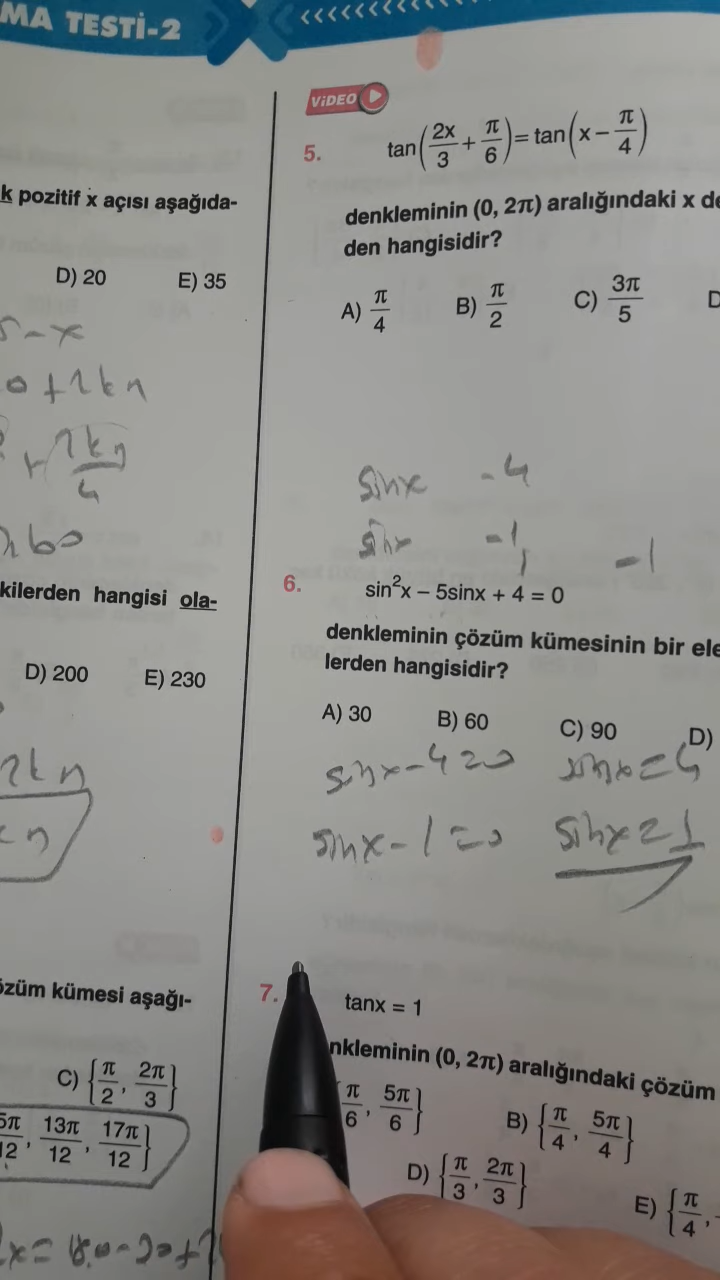 MA TESTİ-2
k pozitif x açısı aşağıda-
D) 20 E) 35
kilerden hangisi ola-
D) 200 E) 230
özüm kümesi aşağı-
C) {π/2, 2π/3}
13π/12, 17π/12}
VİDEO
5. tan(2x/3 + π/6) = tan(x − π/4)
denkleminin (0, 2π) aralığındaki x
den hangisidir?
A) π/4 B) π/2 C) 3π/5
sinx -4
sinx -1, -1
6. sin²x − 5sinx + 4 = 0
denkleminin çözüm kümesinin bir
lerden hangisidir?
A) 30 B) 60 C) 90 D)
sinx-4=0 sinx=4
sinx-1=0 sinx=1
7. tanx = 1
nkleminin (0, 2π) aralığındaki çözüm
π/6, 5π/6} B) {π/4, 5π/4}
D) {π/3, 2π/3} E) {π/4,